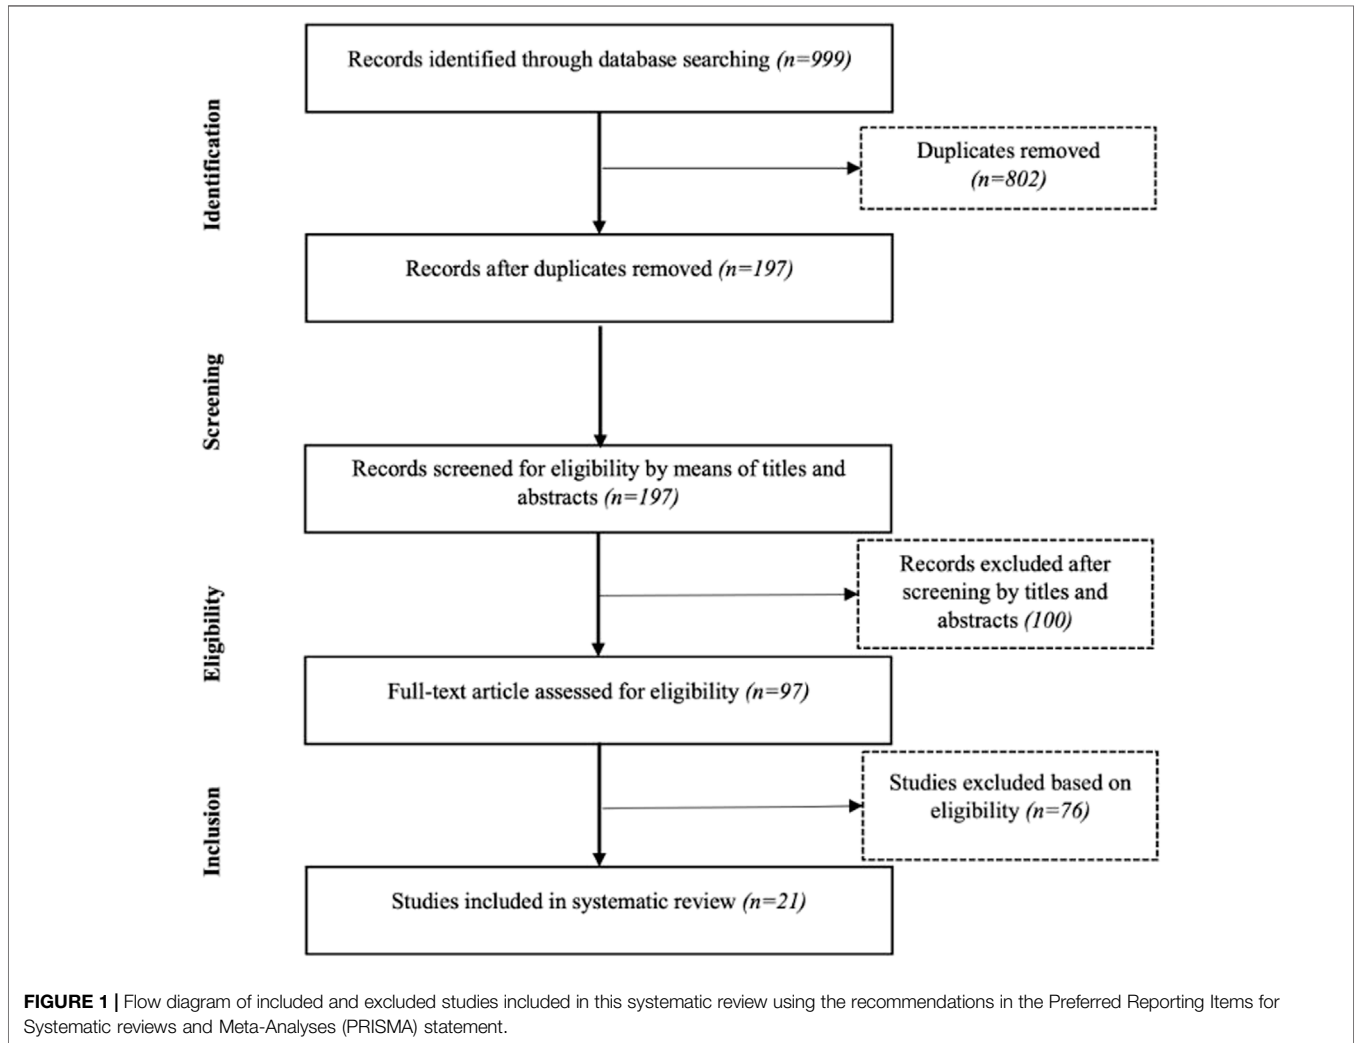 Records identified through database searching (n=999)
Identification
Duplicates removed
(n=802)
Records after duplicates removed (n=197)
Screening
Records screened for eligibility by means of titles and
abstracts (n=197)
Eligibility
Records excluded after
screening by titles and
abstracts (100)
Full-text article assessed for eligibility (n=97)
Inclusion
Studies excluded based on
eligibility (n=76)
Studies included in systematic review (n=21)
FIGURE 1 | Flow diagram of included and excluded studies included in this systematic review using the recommendations in the Preferred Reporting Items for
Systematic reviews and Meta-Analyses (PRISMA) statement.